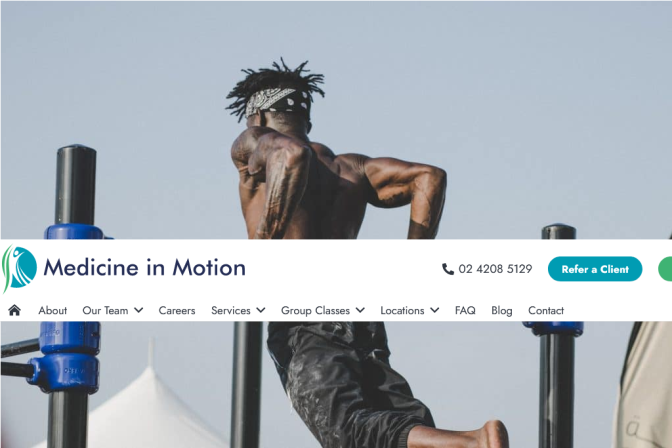 Medicine in Motion
02 4208 5129
Refer a Client
About
Our Team
Careers
Services
Group Classes
Locations
FAQ
Blog
Contact